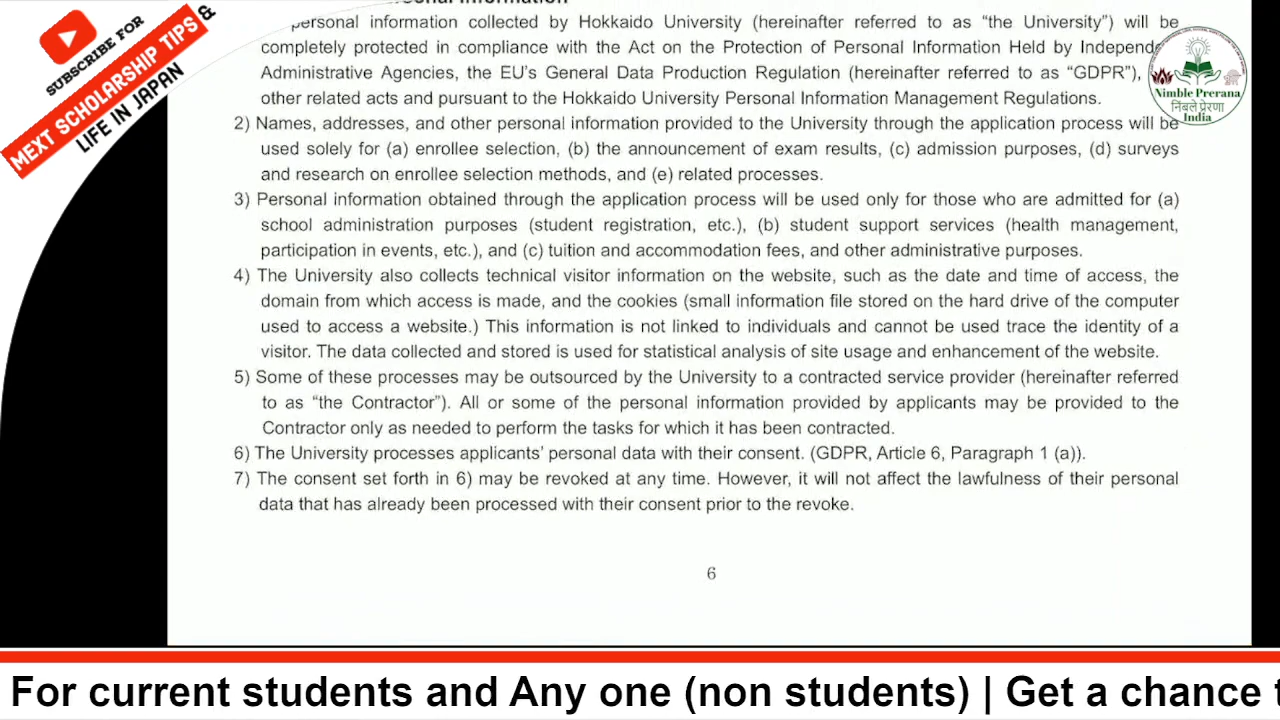 SUBSCRIBE FOR
MEXT SCHOLARSHIP TIPS &
LIFE IN JAPAN
Nimble Prerana
निंबले प्रेरणा
India
personal information collected by Hokkaido University (hereinafter referred to as “the University”) will be
completely protected in compliance with the Act on the Protection of Personal Information Held by
Administrative Agencies, the EU’s General Data Production Regulation (hereinafter referred to as “GDPR”),
other related acts and pursuant to the Hokkaido University Personal Information Management Regulations.
2) Names, addresses, and other personal information provided to the University through the application process will be
used solely for (a) enrollee selection, (b) the announcement of exam results, (c) admission purposes, (d) surveys
and research on enrollee selection methods, and (e) related processes.
3) Personal information obtained through the application process will be used only for those who are admitted for (a)
school administration purposes (student registration, etc.), (b) student support services (health management,
participation in events, etc.), and (c) tuition and accommodation fees, and other administrative purposes.
4) The University also collects technical visitor information on the website, such as the date and time of access, the
domain from which access is made, and the cookies (small information file stored on the hard drive of the computer
used to access a website.) This information is not linked to individuals and cannot be used trace the identity of a
visitor. The data collected and stored is used for statistical analysis of site usage and enhancement of the website.
5) Some of these processes may be outsourced by the University to a contracted service provider (hereinafter referred
to as “the Contractor”). All or some of the personal information provided by applicants may be provided to the
Contractor only as needed to perform the tasks for which it has been contracted.
6) The University processes applicants’ personal data with their consent. (GDPR, Article 6, Paragraph 1 (a)).
7) The consent set forth in 6) may be revoked at any time. However, it will not affect the lawfulness of their personal
data that has already been processed with their consent prior to the revoke.
6
For current students and Any one (non students) | Get a chance